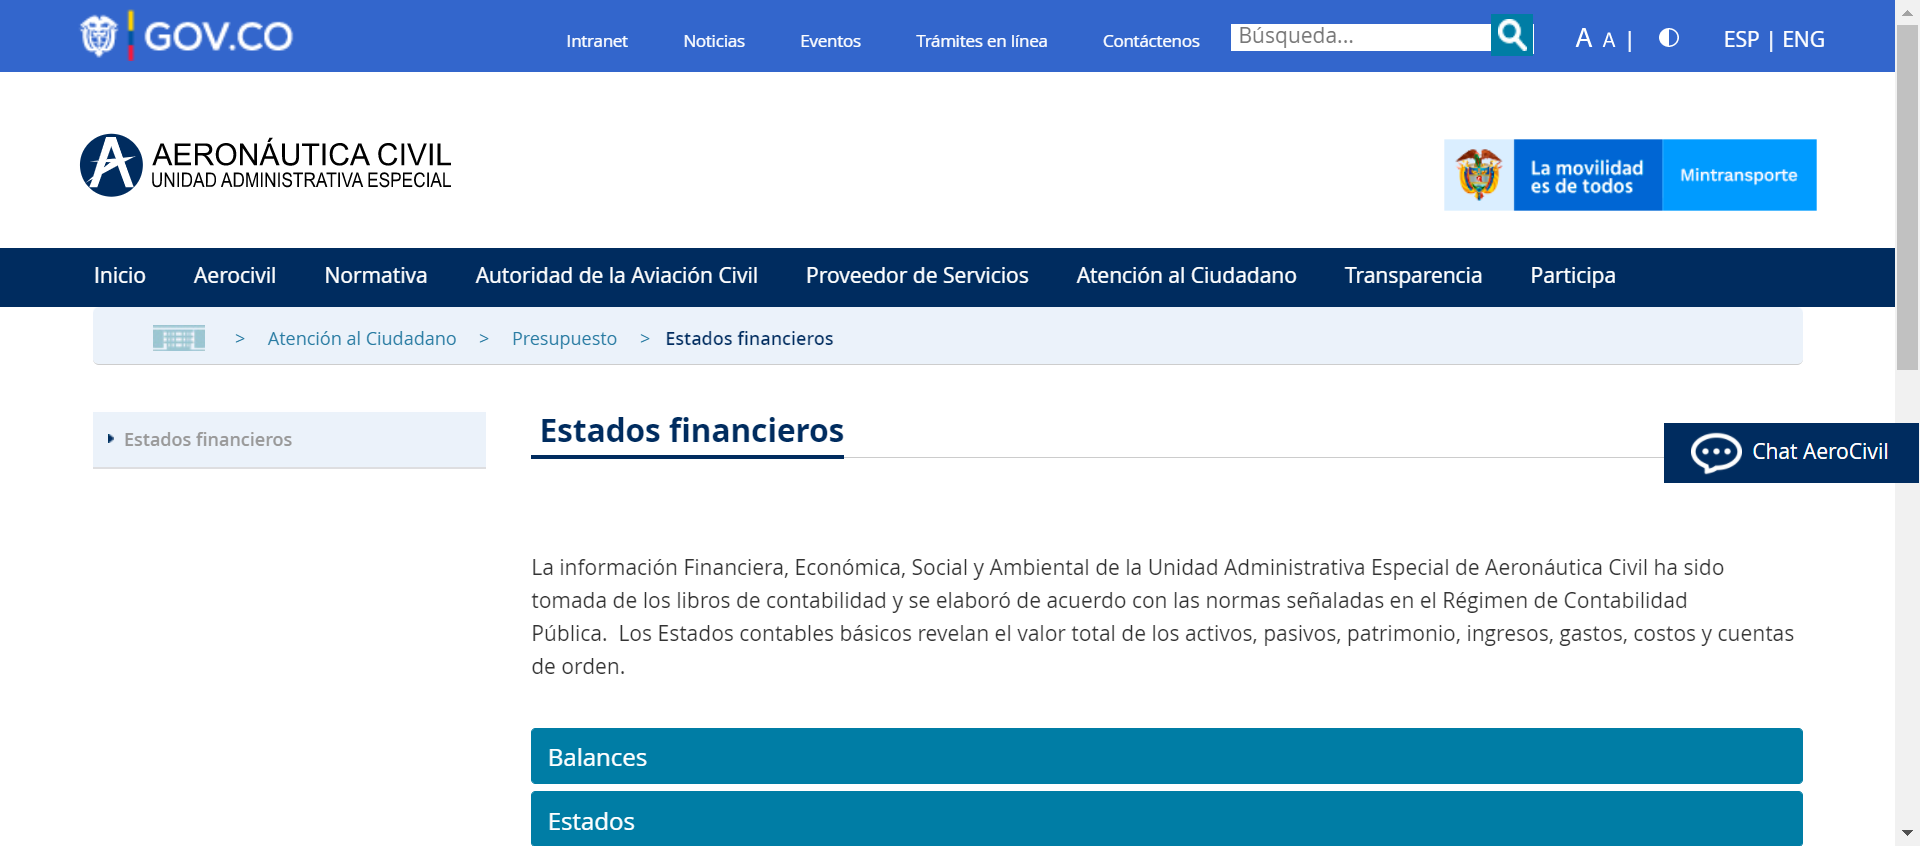 GOV.CO
Intranet Noticias Eventos Trámites en línea Contáctenos Búsqueda... A A | ESP | ENG
AERONÁUTICA CIVIL
UNIDAD ADMINISTRATIVA ESPECIAL
La movilidad
es de todos
Mintransporte
Inicio Aerocivil Normativa Autoridad de la Aviación Civil Proveedor de Servicios Atención al Ciudadano Transparencia Participa
> Atención al Ciudadano > Presupuesto > Estados financieros
Estados financieros
Estados financieros
Chat AeroCivil
La información Financiera, Económica, Social y Ambiental de la Unidad Administrativa Especial de Aeronáutica Civil ha sido
tomada de los libros de contabilidad y se elaboró de acuerdo con las normas señaladas en el Régimen de Contabilidad
Pública.  Los Estados contables básicos revelan el valor total de los activos, pasivos, patrimonio, ingresos, gastos, costos y cuentas
de orden.
Balances
Estados